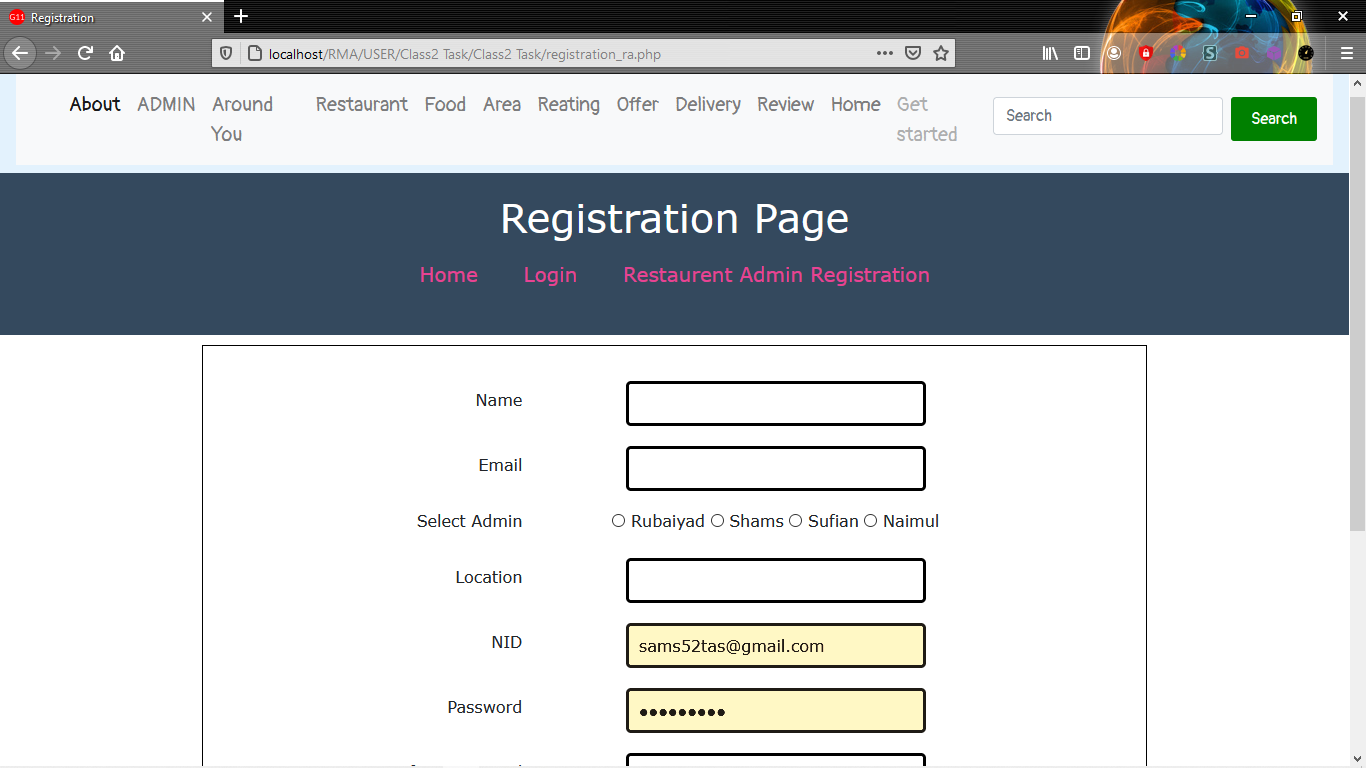 G11 Registration
localhost/RMA/USER/Class2 Task/Class2 Task/registration_ra.php
About ADMIN Around You Restaurant Food Area Reating Offer Delivery Review Home Get started Search Search
Registration Page
Home Login Restaurent Admin Registration
Name
Email
Select Admin Rubaiyad Shams Sufian Naimul
Location
NID sams52tas@gmail.com
Password •••••••••